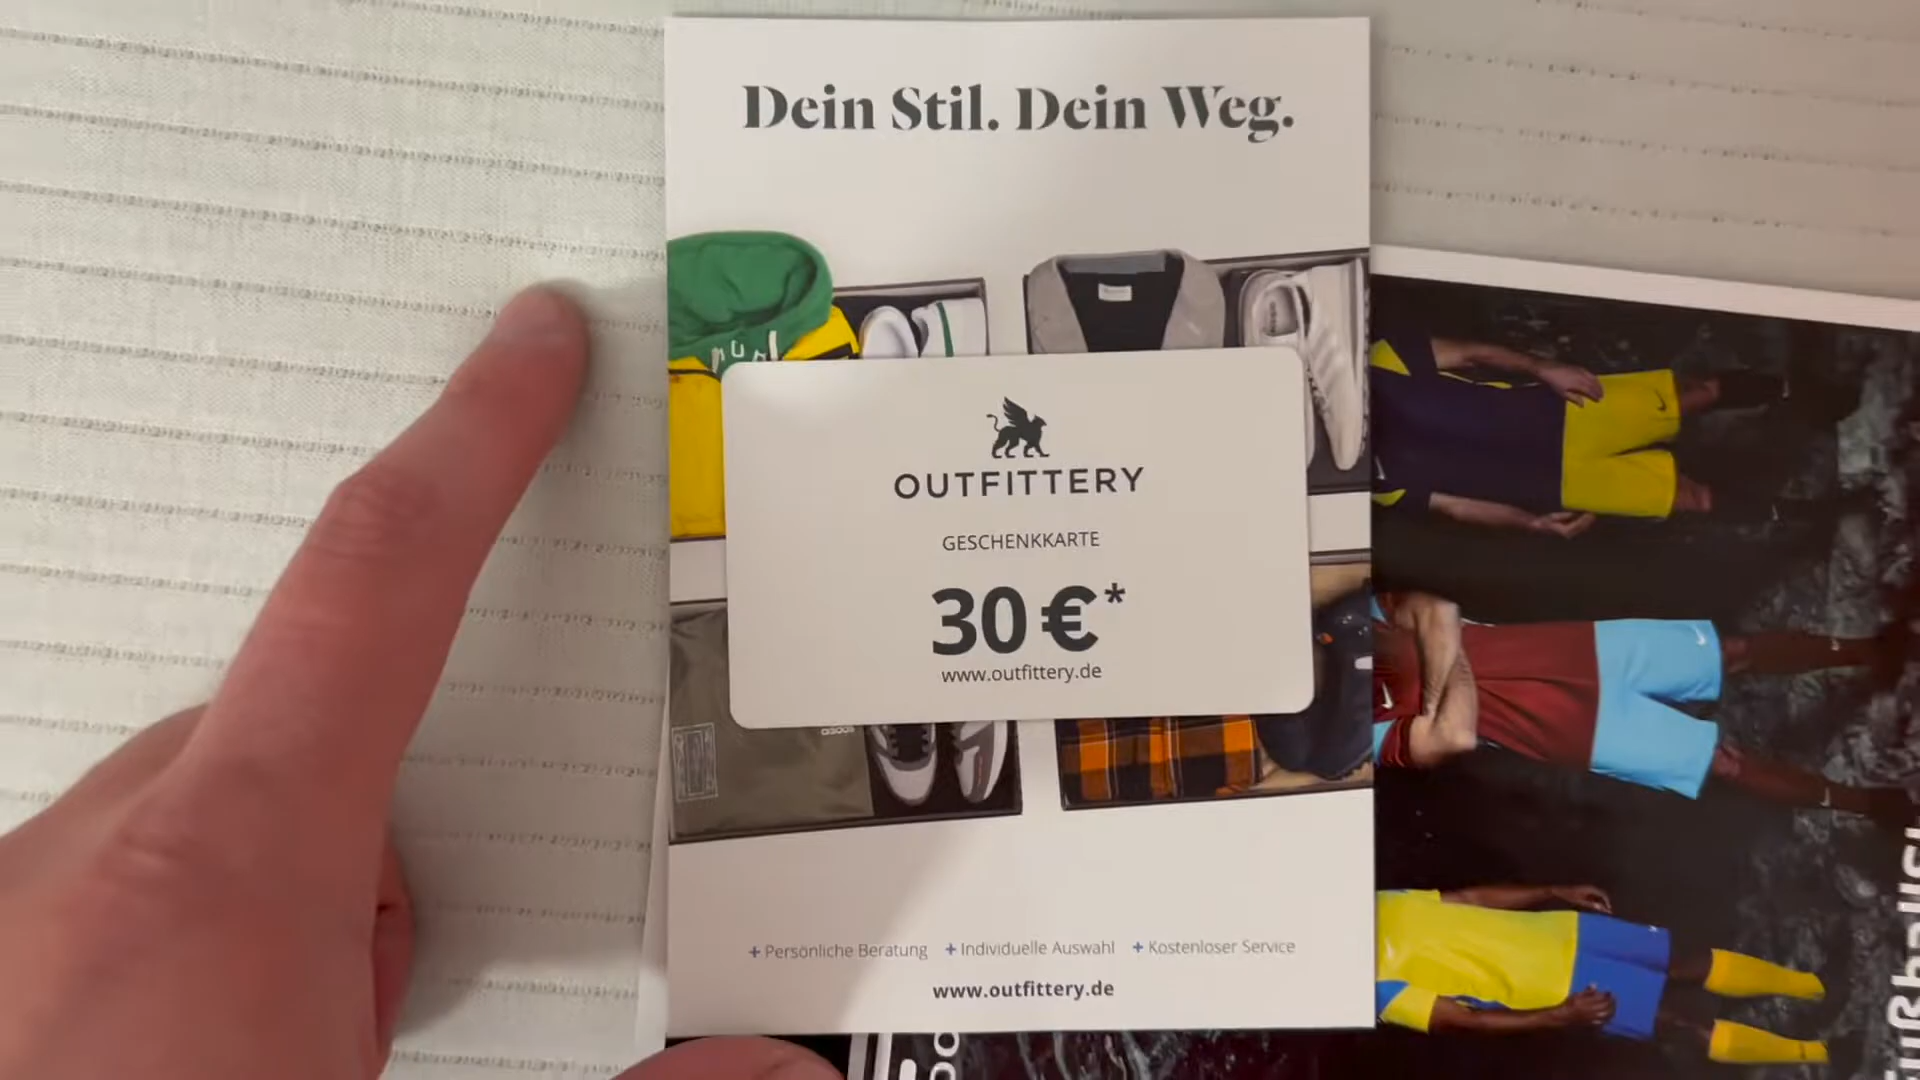 Dein Stil. Dein Weg.
OUTFITTERY
GESCHENKKARTE
30 €*
www.outfittery.de
adidas
+ Persönliche Beratung + Individuelle Auswahl + Kostenloser Service
www.outfittery.de